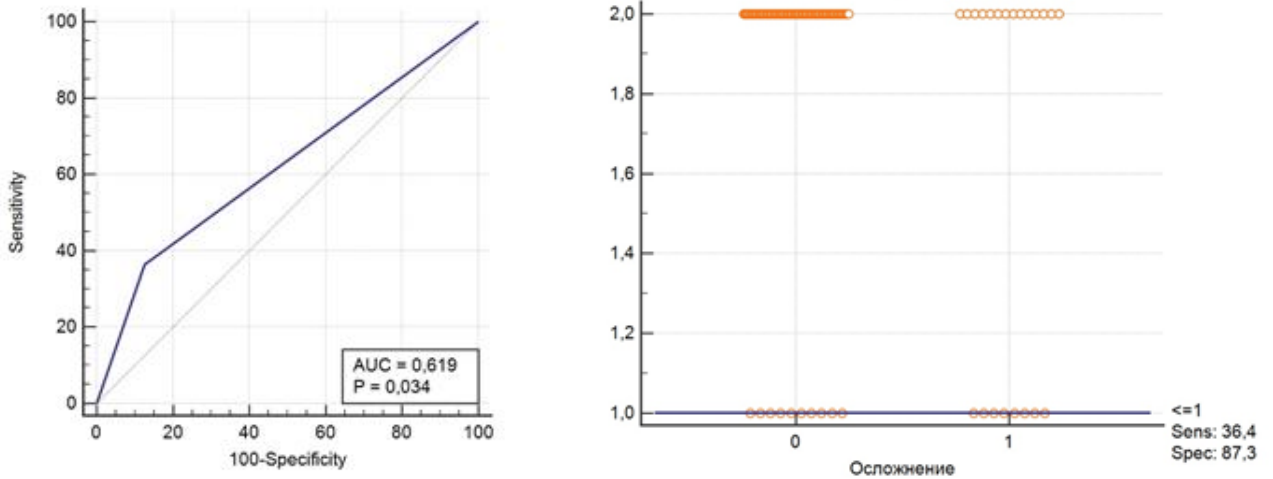 100
80
60
40
20
0
Sensitivity
AUC = 0,619
P = 0,034
0 20 40 60 80 100
100-Specificity
2,0
1,8
1,6
1,4
1,2
1,0
<=1
Sens: 36,4
Spec: 87,3
0 1
Осложнение